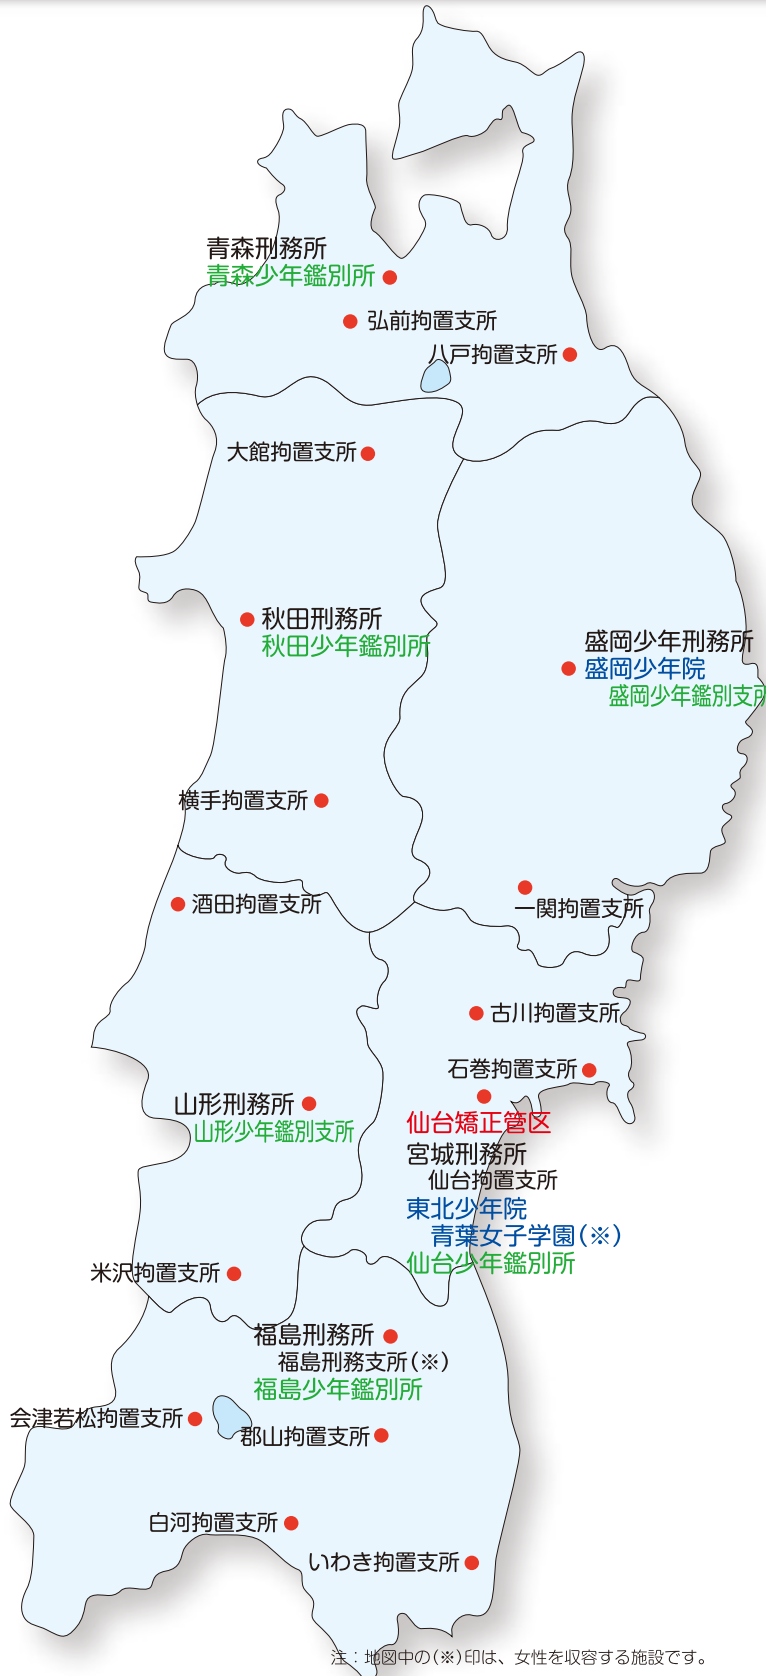 青森刑務所
青森少年鑑別所
弘前拘置支所
八戸拘置支所
大館拘置支所
秋田刑務所
秋田少年鑑別所
盛岡少年刑務所
盛岡少年院
盛岡少年鑑別支所
横手拘置支所
一関拘置支所
酒田拘置支所
古川拘置支所
石巻拘置支所
山形刑務所
山形少年鑑別支所
仙台矯正管区
宮城刑務所
仙台拘置支所
東北少年院
青葉女子学園(※)
仙台少年鑑別所
米沢拘置支所
福島刑務所
福島刑務支所(※)
福島少年鑑別所
会津若松拘置支所
郡山拘置支所
白河拘置支所
いわき拘置支所
注：地図中の(※)印は、女性を収容する施設です。